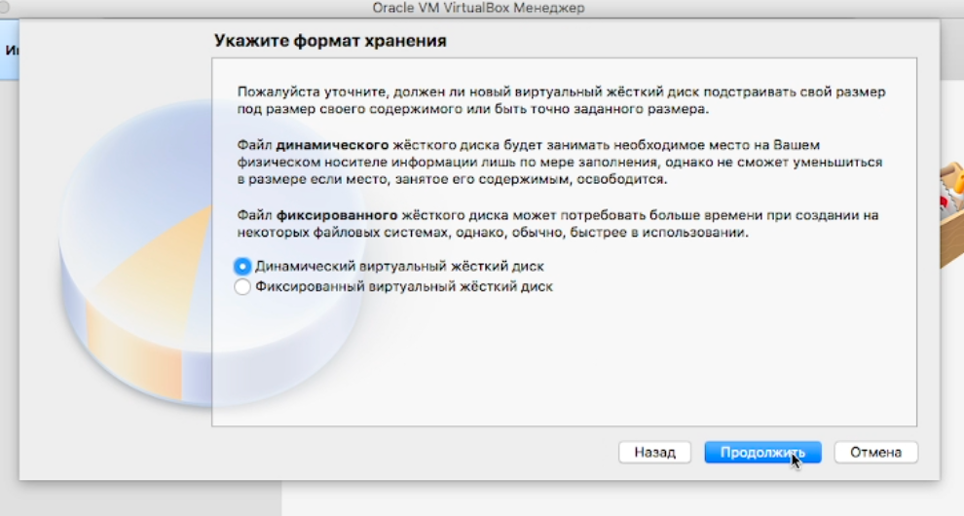 Oracle VM VirtualBox Менеджер
Укажите формат хранения
Пожалуйста уточните, должен ли новый виртуальный жёсткий диск подстраивать свой размер
под размер своего содержимого или быть точно заданного размера.
Файл динамического жёсткого диска будет занимать необходимое место на Вашем
физическом носителе информации лишь по мере заполнения, однако не сможет уменьшиться
в размере если место, занятое его содержимым, освободится.
Файл фиксированного жёсткого диска может потребовать больше времени при создании на
некоторых файловых системах, однако, обычно, быстрее в использовании.
Динамический виртуальный жёсткий диск
Фиксированный виртуальный жёсткий диск
Назад
Продолжить
Отмена